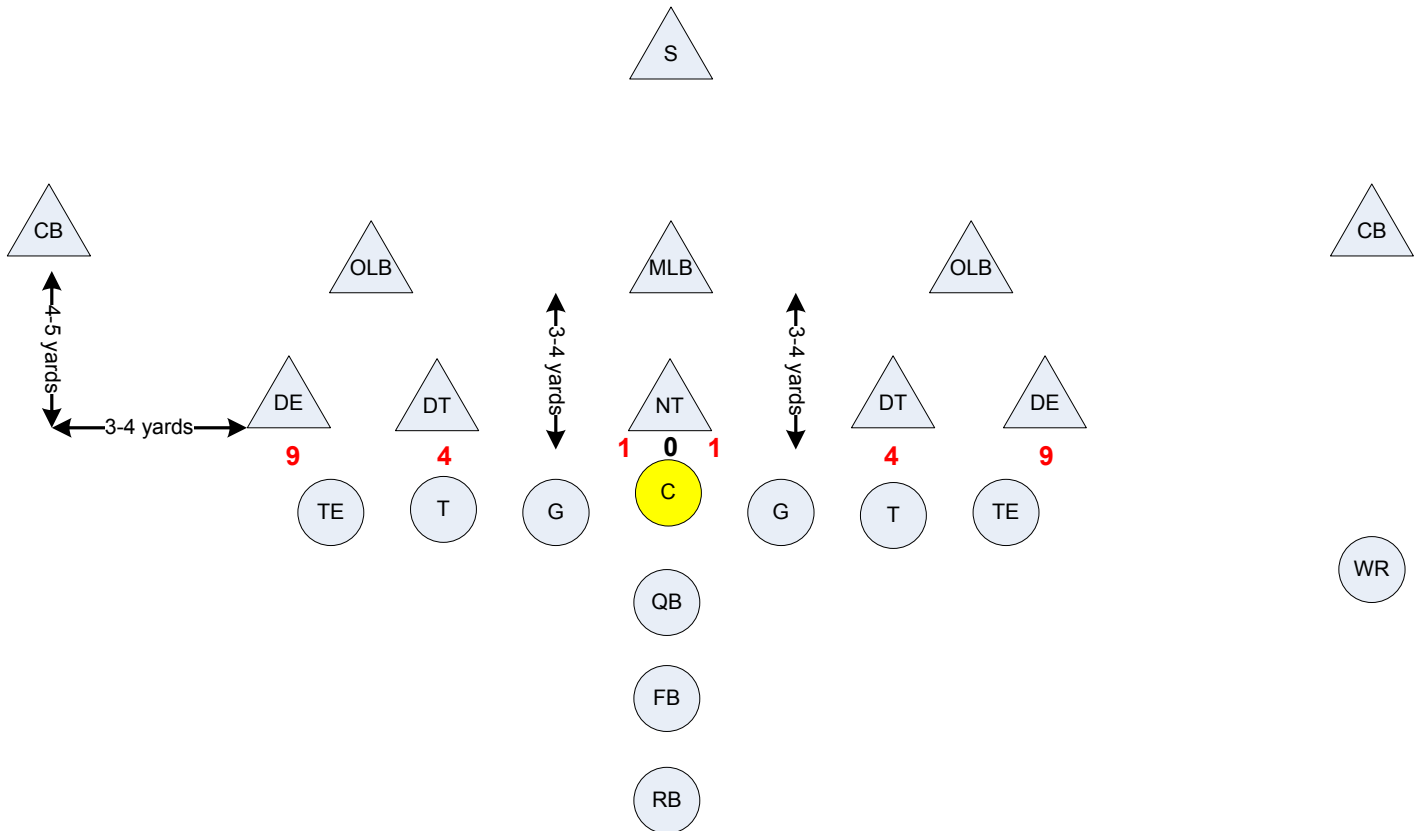 S
CB
CB
OLB
MLB
OLB
4-5 yards
3-4 yards
3-4 yards
DE
DT
NT
DT
DE
3-4 yards
9
4
1
0
1
4
9
TE
T
G
C
G
T
TE
WR
QB
FB
RB